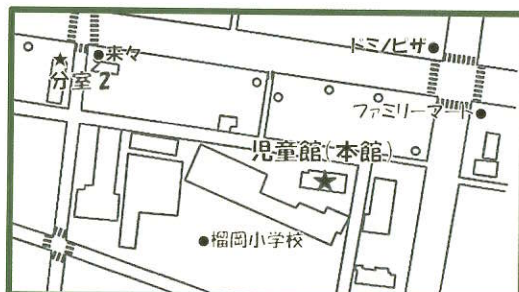 来々
ドミノピザ
分室2
ファミリーマート
児童館(本館)
榴岡小学校